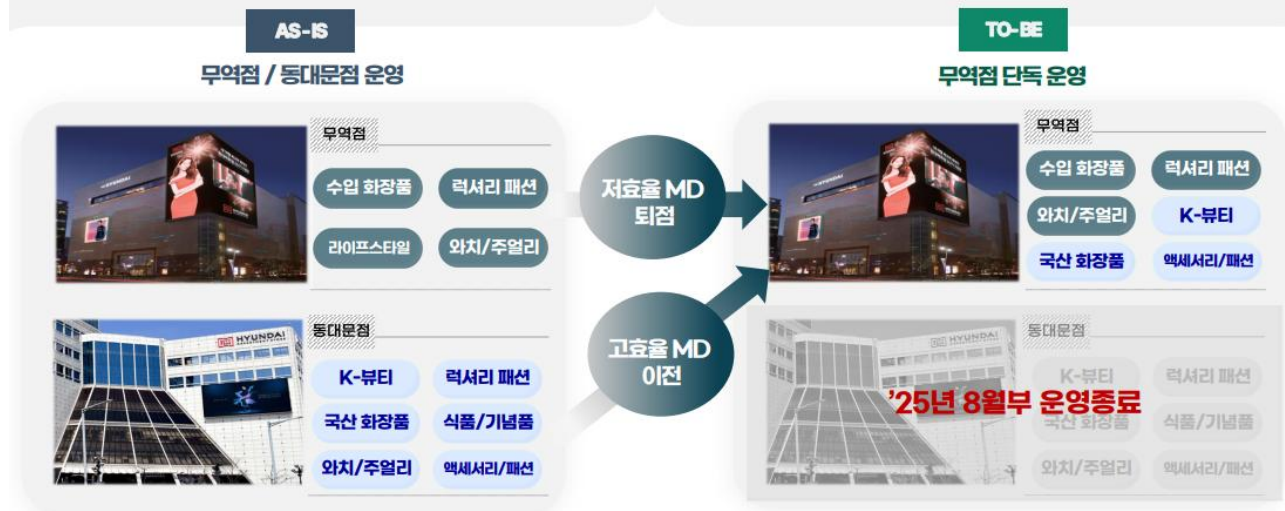 AS-IS
무역점 / 동대문점 운영
무역점
수입 화장품
럭셔리 패션
라이프스타일
와치/주얼리
동대문점
HYUNDAI
K-뷰티
럭셔리 패션
국산 화장품
식품/기념품
와치/주얼리
액세서리/패션
저효율 MD
퇴점
고효율 MD
이전
TO-BE
무역점 단독 운영
무역점
수입 화장품
럭셔리 패션
와치/주얼리
K-뷰티
국산 화장품
액세서리/패션
동대문점
HYUNDAI
K-뷰티
럭셔리 패션
'25년 8월부 운영종료
국산 화장품
식품/기념품
와치/주얼리
액세서리/패션